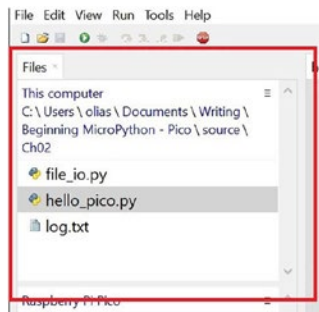 File Edit View Run Tools Help
Files
This computer
C:\Users\olias\Documents\Writing\
Beginning MicroPython - Pico\source\
Ch02
file_io.py
hello_pico.py
log.txt
Raspberry Pi Pico